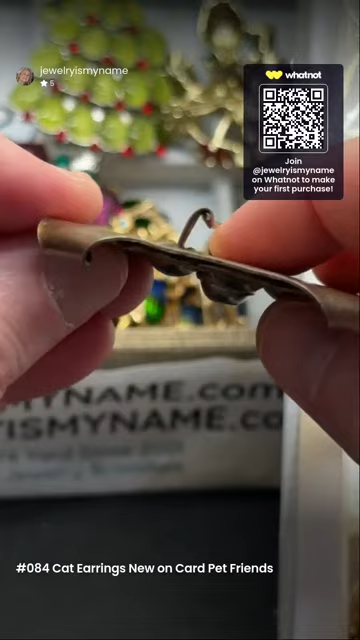 jewelryismyname
★ 5
whatnot
Join
@jewelryismyname
on Whatnot to make
your first purchase!
MYNAME.com
ISMYNAME.co
#084 Cat Earrings New on Card Pet Friends